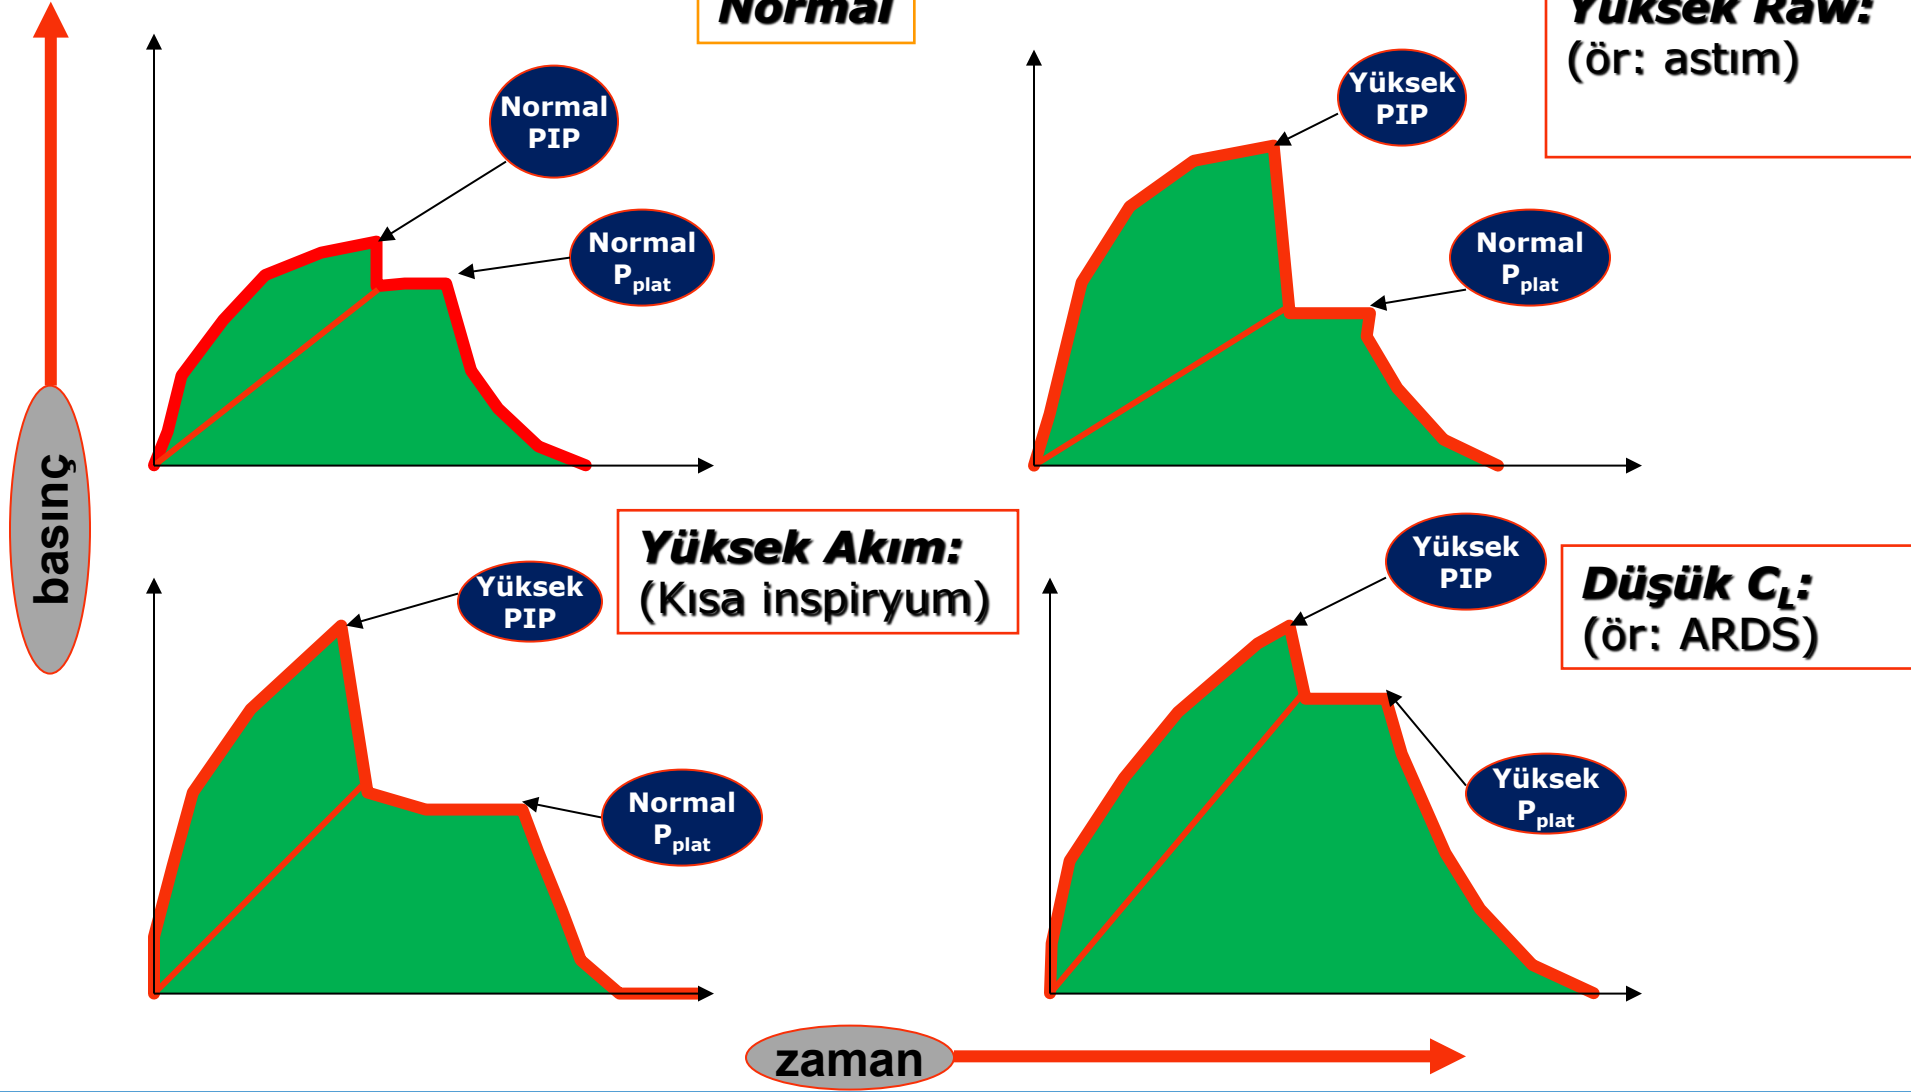 Normal
Yüksek Raw:
(ör: astım)
Normal
PIP
Normal
Pplat
Yüksek
PIP
Normal
Pplat
basınç
Yüksek Akım:
(Kısa inspiryum)
Yüksek
PIP
Normal
Pplat
Yüksek
PIP
Düşük CL:
(ör: ARDS)
Yüksek
Pplat
zaman